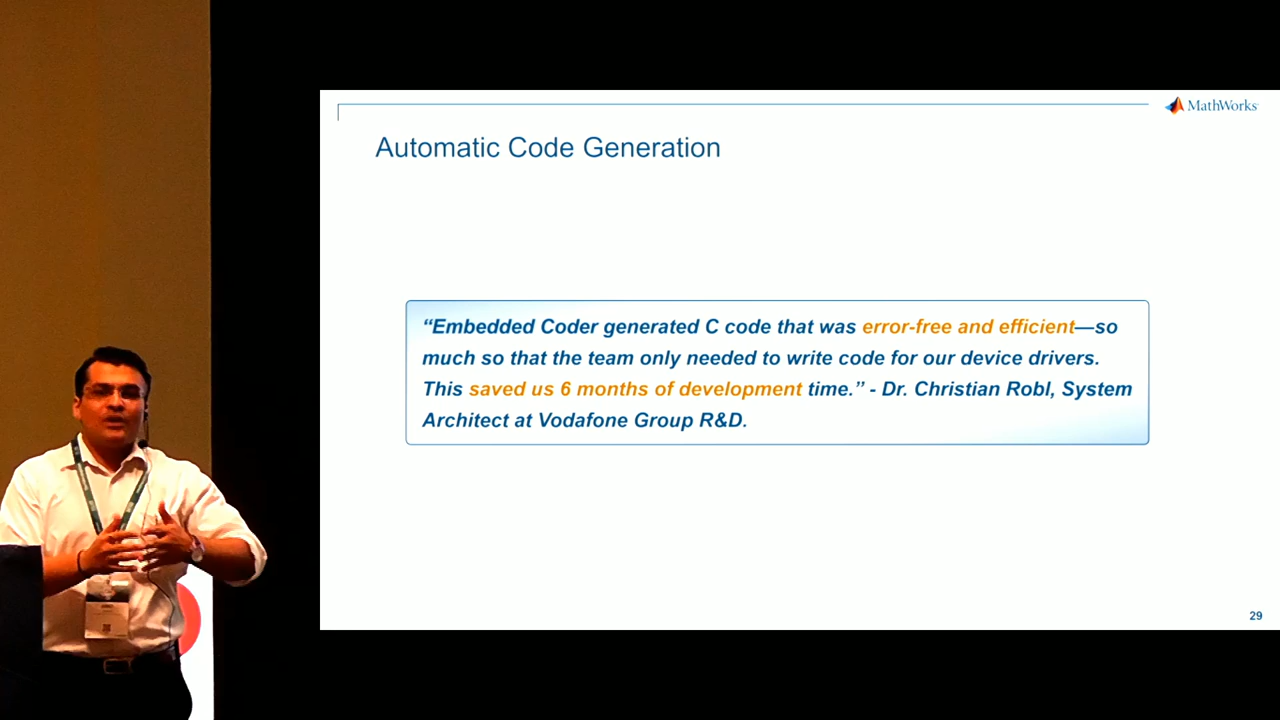 MathWorks
Automatic Code Generation
“Embedded Coder generated C code that was error-free and efficient—so
much so that the team only needed to write code for our device drivers.
This saved us 6 months of development time.” - Dr. Christian Robl, System
Architect at Vodafone Group R&D.
29